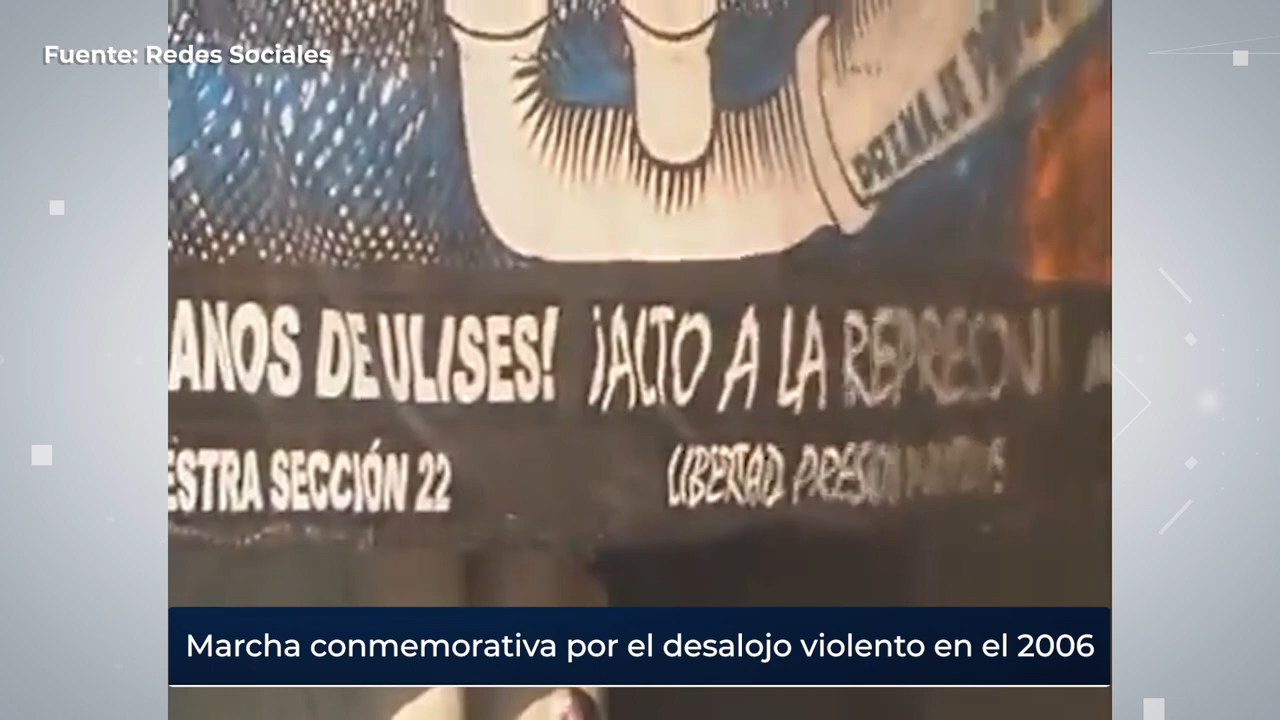 Fuente: Redes Sociales
ANOS DE ULISES! ¡ALTO A LA
ESTRA SECCIÓN 22 LIBERTAD
Marcha conmemorativa por el desalojo violento en el 2006